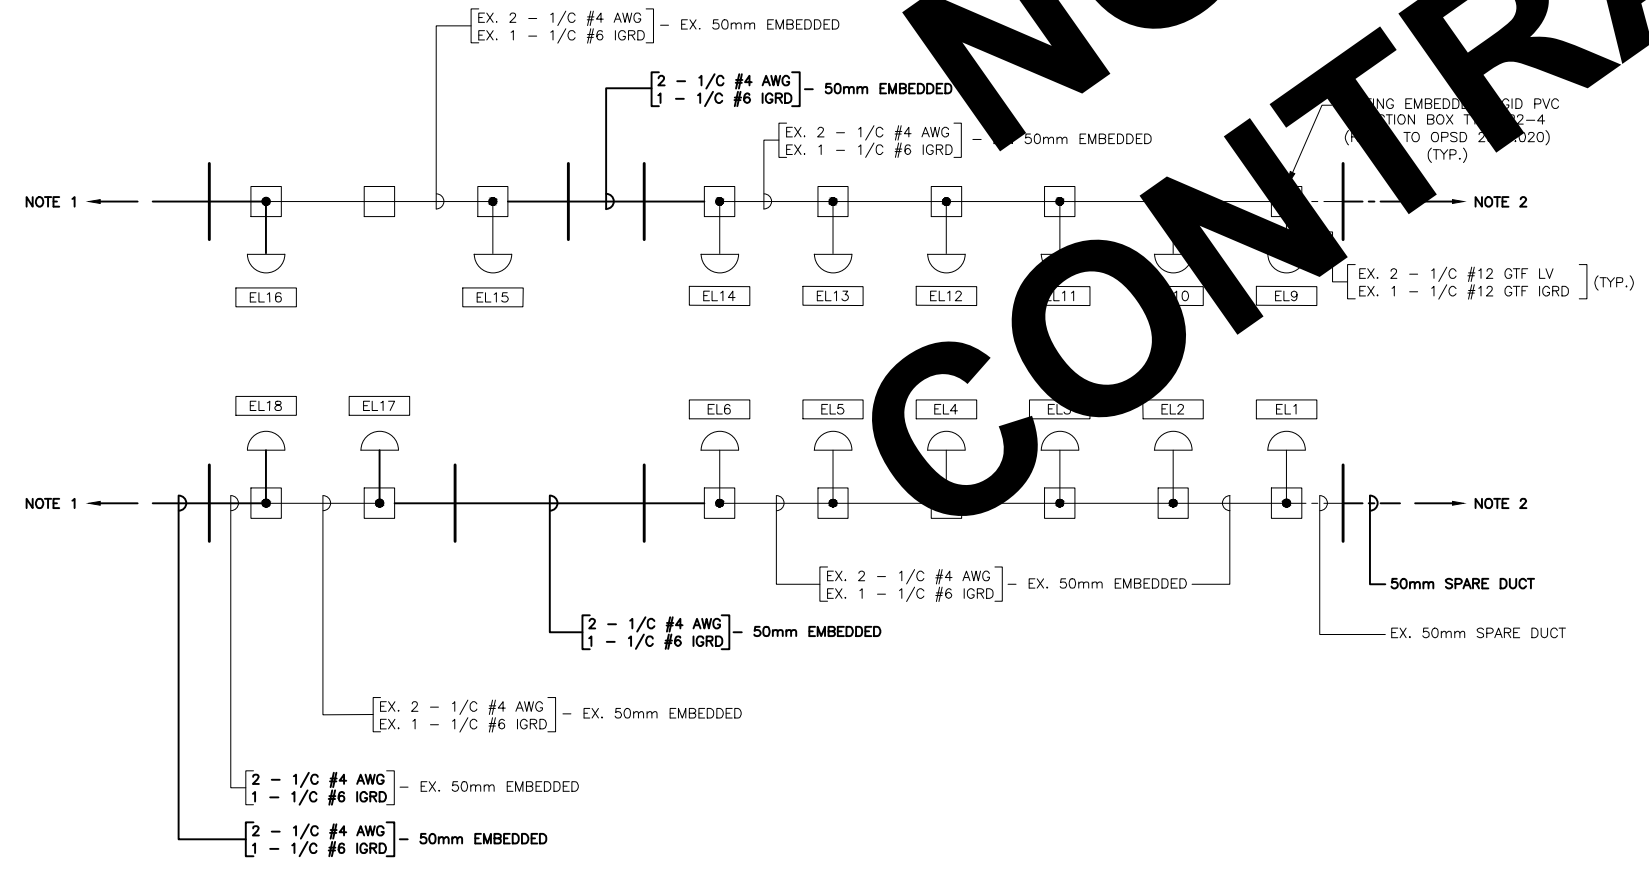 EX. 2 – 1/C #4 AWG
EX. 1 – 1/C #6 IGRD
– EX. 50mm EMBEDDED
2 – 1/C #4 AWG
1 – 1/C #6 IGRD
– 50mm EMBEDDED
EX. 2 – 1/C #4 AWG
EX. 1 – 1/C #6 IGRD
– 50mm EMBEDDED
EMBEDDED PVC
BOX
TO OPSD
(TYP.)
NOTE 1
NOTE 2
EX. 2 – 1/C #12 GTF LV
EX. 1 – 1/C #12 GTF IGRD
(TYP.)
EL16
EL15
EL14
EL13
EL12
EL11
EL9
CONTRA
EL18
EL17
EL6
EL5
EL4
EL2
EL1
NOTE 1
NOTE 2
EX. 2 – 1/C #4 AWG
EX. 1 – 1/C #6 IGRD
– EX. 50mm EMBEDDED
50mm SPARE DUCT
2 – 1/C #4 AWG
1 – 1/C #6 IGRD
– 50mm EMBEDDED
EX. 50mm SPARE DUCT
EX. 2 – 1/C #4 AWG
EX. 1 – 1/C #6 IGRD
– EX. 50mm EMBEDDED
2 – 1/C #4 AWG
1 – 1/C #6 IGRD
– EX. 50mm EMBEDDED
2 – 1/C #4 AWG
1 – 1/C #6 IGRD
– 50mm EMBEDDED